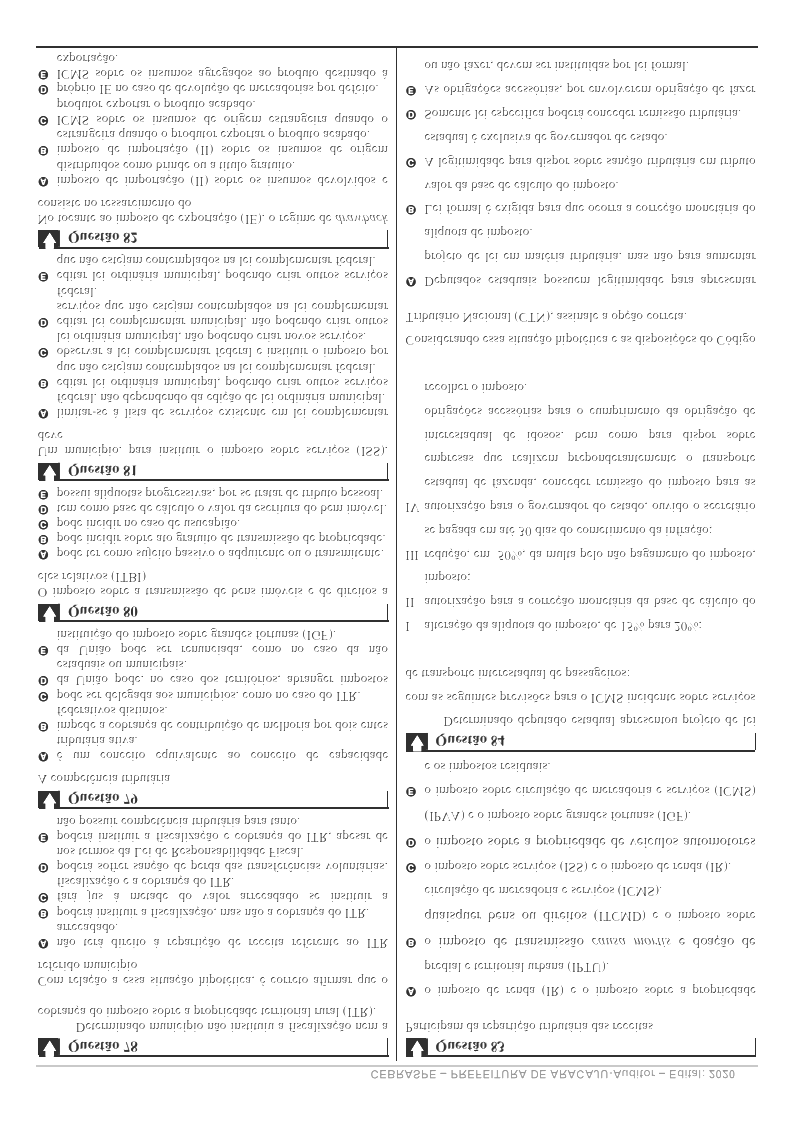 CEBRASPE – PREFEITURA DE ARACAJU-Auditor – Edital: 2020
Questão 78
Determinado município não instituiu a fiscalização nem a
cobrança do imposto sobre a propriedade territorial rural (ITR).
Com relação a essa situação hipotética, é correto afirmar que o
referido município
A não terá direito à repartição de receita referente ao ITR
arrecadado.
B poderá instituir a fiscalização, mas não a cobrança do ITR.
C fará jus à metade do valor arrecadado se instituir a
fiscalização e a cobrança do ITR.
D poderá sofrer sanção de perda das transferências voluntárias,
nos termos da Lei de Responsabilidade Fiscal.
E poderá instituir a fiscalização e cobrança do ITR, apesar de
não possuir competência tributária para tanto.
Questão 79
A competência tributária
A é um conceito equivalente ao conceito de capacidade
tributária ativa.
B impede a cobrança de contribuição de melhoria por dois entes
federativos distintos.
C pode ser delegada aos municípios, como no caso do ITR.
D da União pode, no caso dos territórios, abranger impostos
estaduais ou municipais.
E da União pode ser renunciada, como no caso da não
instituição do imposto sobre grandes fortunas (IGF).
Questão 80
O imposto sobre a transmissão de bens imóveis e de direitos a
eles relativos (ITBI)
A pode ter como sujeito passivo o adquirente ou o transmitente.
B pode incidir sobre ato gratuito de transmissão de propriedade.
C pode incidir no caso de usucapião.
D tem como base de cálculo o valor da escritura do bem imóvel.
E possui alíquotas progressivas, por se tratar de tributo pessoal.
Questão 81
Um município, para instituir o imposto sobre serviços (ISS),
deve
A limitar-se à lista de serviços existente em lei complementar
federal, não dependendo da edição de lei ordinária municipal.
B editar lei ordinária municipal, podendo criar outros serviços
que não estejam contemplados na lei complementar federal.
C observar a lei complementar federal e instituir o imposto por
lei ordinária municipal, não podendo criar novos serviços.
D editar lei complementar municipal, não podendo criar outros
serviços que não estejam contemplados na lei complementar
federal.
E editar lei ordinária municipal, podendo criar outros serviços
que não estejam contemplados na lei complementar federal.
Questão 82
No tocante ao imposto de exportação (IE), o regime de drawback
consiste no ressarcimento do
A imposto de importação (II) sobre os insumos devolvidos e
distribuídos como brinde ou a título gratuito.
B imposto de importação (II) sobre os insumos de origem
estrangeira quando o produtor exportar o produto acabado.
C ICMS sobre os insumos de origem estrangeira quando o
produtor exportar o produto acabado.
D próprio IE no caso de devolução de mercadorias por defeito.
E ICMS sobre os insumos agregados ao produto destinado à
exportação.
Questão 83
Participam da repartição tributária das receitas
A o imposto de renda (IR) e o imposto sobre a propriedade
predial e territorial urbana (IPTU).
B o imposto de transmissão causa mortis e doação de
quaisquer bens ou direitos (ITCMD) e o imposto sobre
circulação de mercadoria e serviços (ICMS).
C o imposto sobre serviços (ISS) e o imposto de renda (IR).
D o imposto sobre a propriedade de veículos automotores
(IPVA) e o imposto sobre grandes fortunas (IGF).
E o imposto sobre circulação de mercadoria e serviços (ICMS)
e os impostos residuais.
Questão 84
Determinado deputado estadual apresentou projeto de lei
com as seguintes previsões para o ICMS incidente sobre serviços
de transporte interestadual de passageiros:
I alteração da alíquota do imposto, de 15% para 20%;
II autorização para a correção monetária da base de cálculo do
imposto;
III redução, em 50%, da multa pelo não pagamento do imposto,
se pagada em até 30 dias do cometimento da infração;
IV autorização para o governador do estado, ouvido o secretário
estadual de fazenda, conceder remissão do imposto para as
empresas que realizem preponderantemente o transporte
interestadual de idosos, bem como para dispor sobre
obrigações acessórias para o cumprimento da obrigação de
recolher o imposto.
Considerando essa situação hipotética e as disposições do Código
Tributário Nacional (CTN), assinale a opção correta.
A Deputados estaduais possuem legitimidade para apresentar
projeto de lei em matéria tributária, mas não para aumentar
alíquota de imposto.
B Lei formal é exigida para que ocorra a correção monetária do
valor da base de cálculo do imposto.
C A legitimidade para dispor sobre sanção tributária em tributo
estadual é exclusiva de governador de estado.
D Somente lei específica poderá conceder remissão tributária.
E As obrigações acessórias, por envolverem obrigação de fazer
ou não fazer, devem ser instituídas por lei formal.